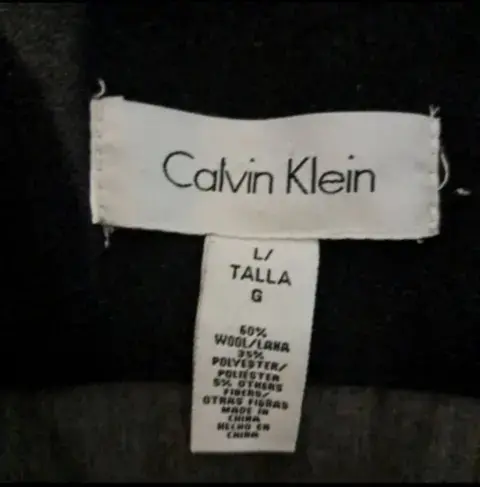 Calvin Klein
L/
TALLA
G
60%
WOOL/LANA
35%
POLYESTER/
POLIÉSTER
5% OTHERS
FIBERS/
OTRAS FIBRAS
MADE IN
CHINA
HECHO EN
CHINA